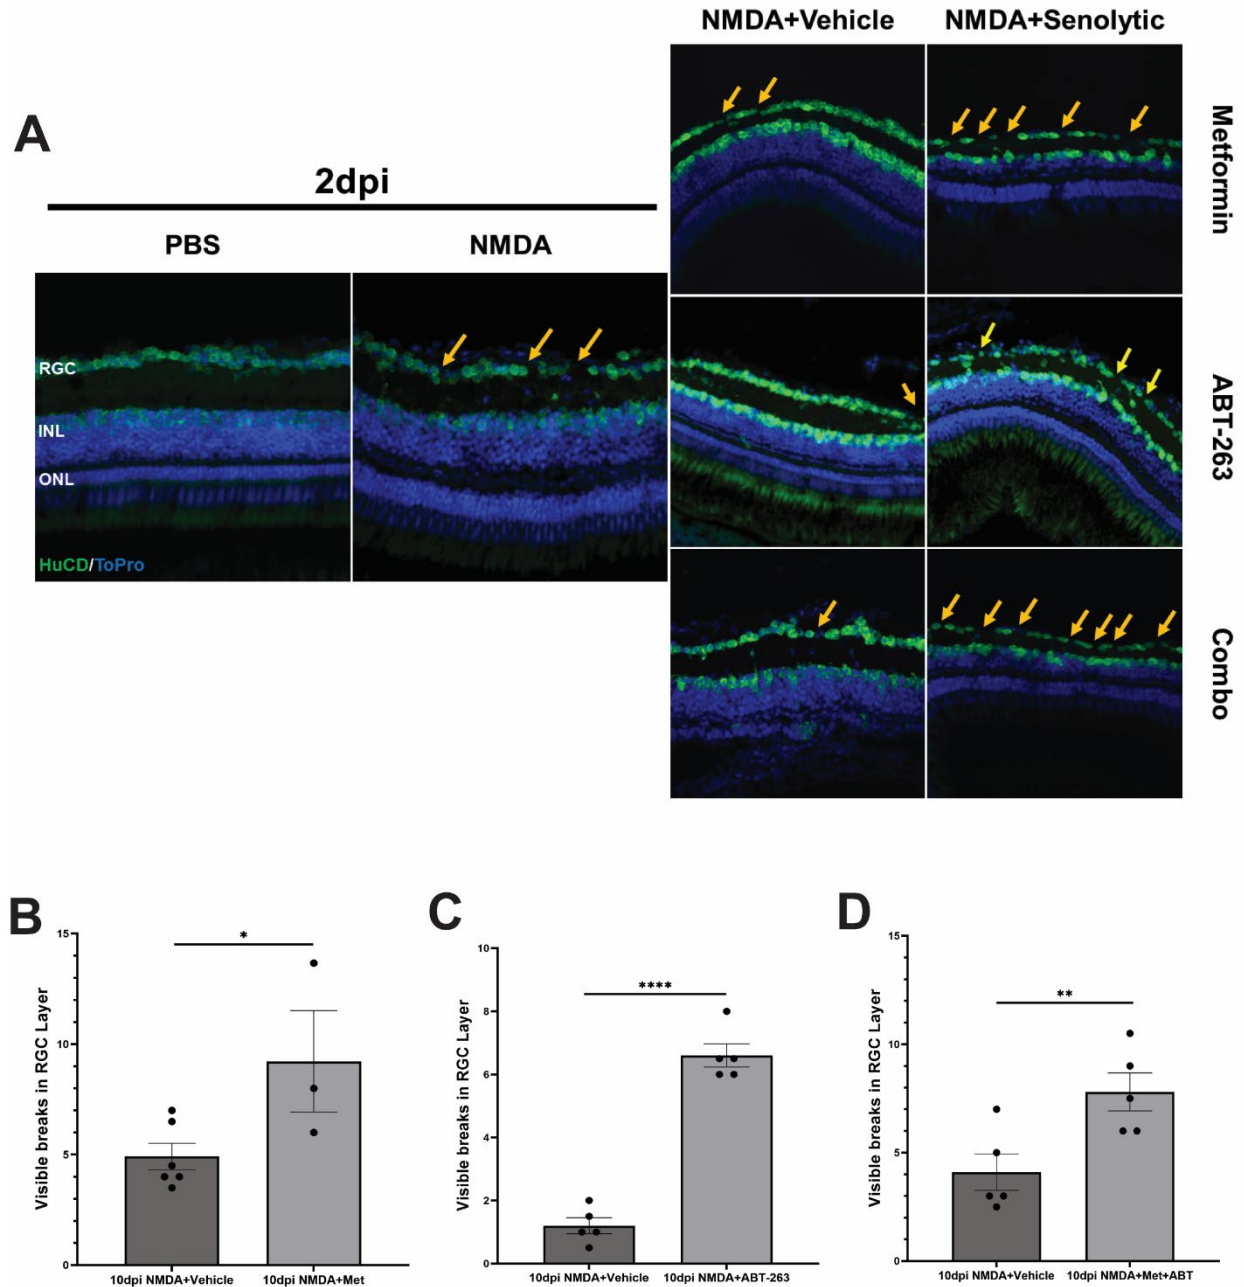 NMDA+Vehicle NMDA+Senolytic
A
2dpi
PBS NMDA
RGC
INL
ONL
HuCD/ToPro
Metformin
ABT-263
Combo
B
Visible breaks in RGC Layer
15
10
5
0
*
10dpi NMDA+Vehicle 10dpi NMDA+Met
C
Visible breaks in RGC Layer
10
8
6
4
2
0
****
10dpi NMDA+Vehicle 10dpi NMDA+ABT-263
D
Visible breaks in RGC Layer
15
10
5
0
**
10dpi NMDA+Vehicle 10dpi NMDA+Met+ABT